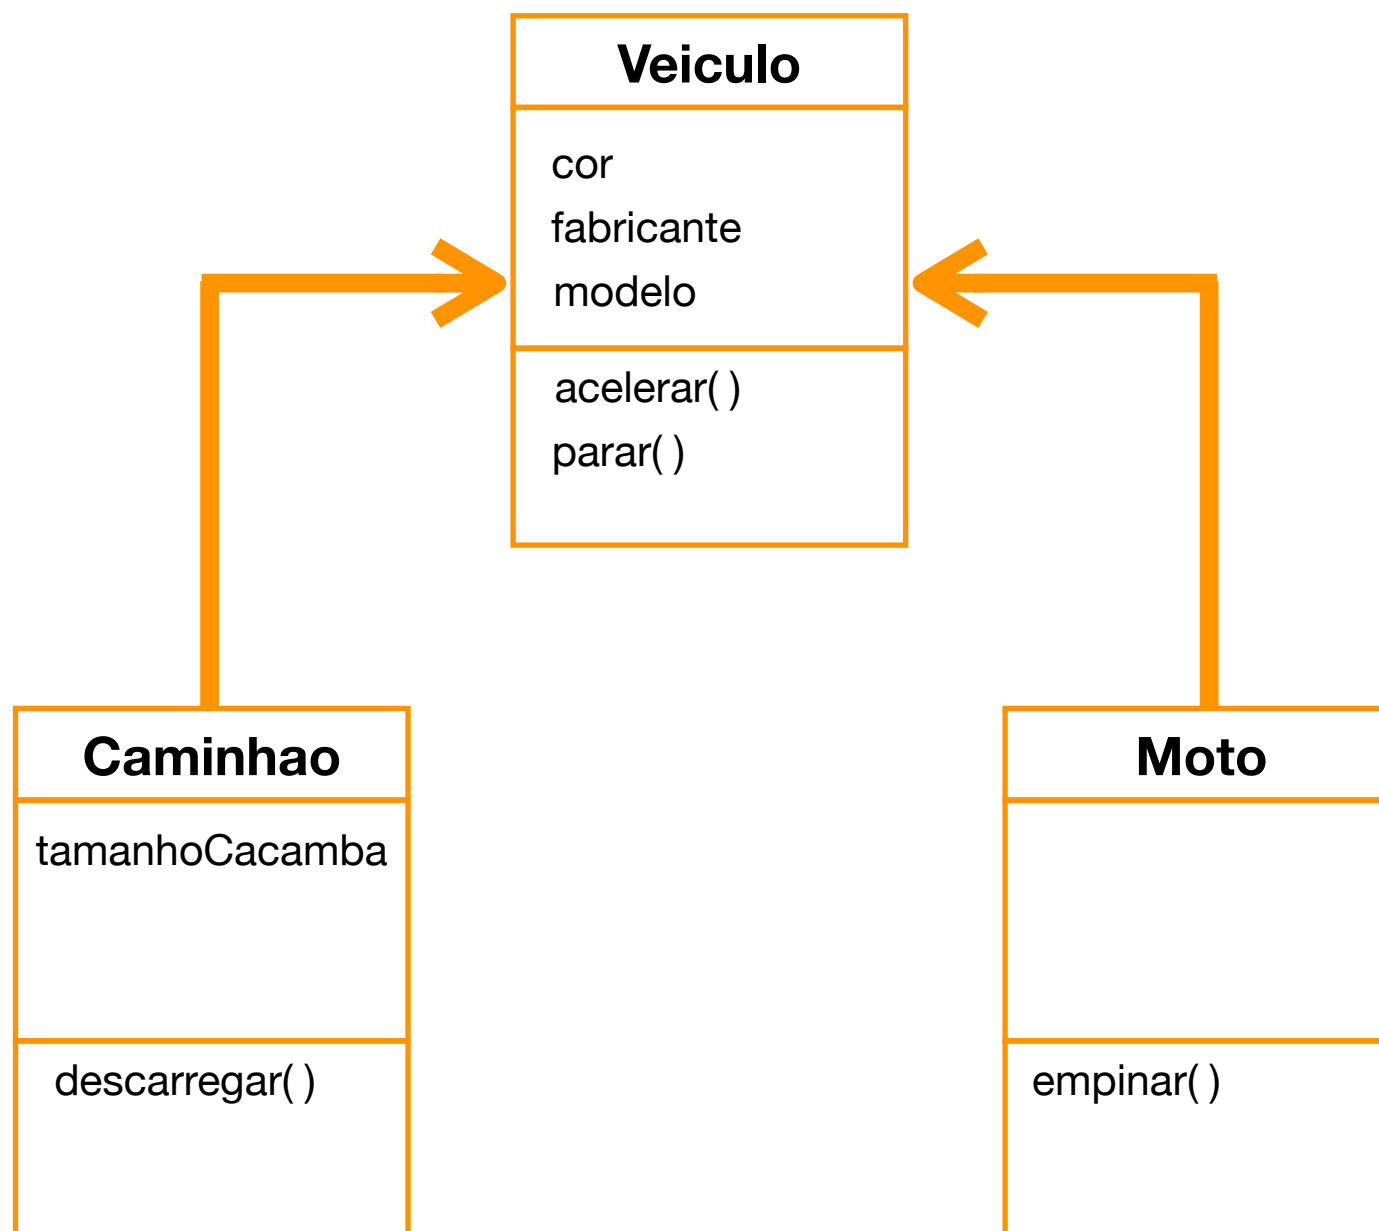 Veiculo
cor
fabricante
modelo
acelerar( )
parar( )
Caminhao
tamanhoCacamba
descarregar( )
Moto
empinar( )